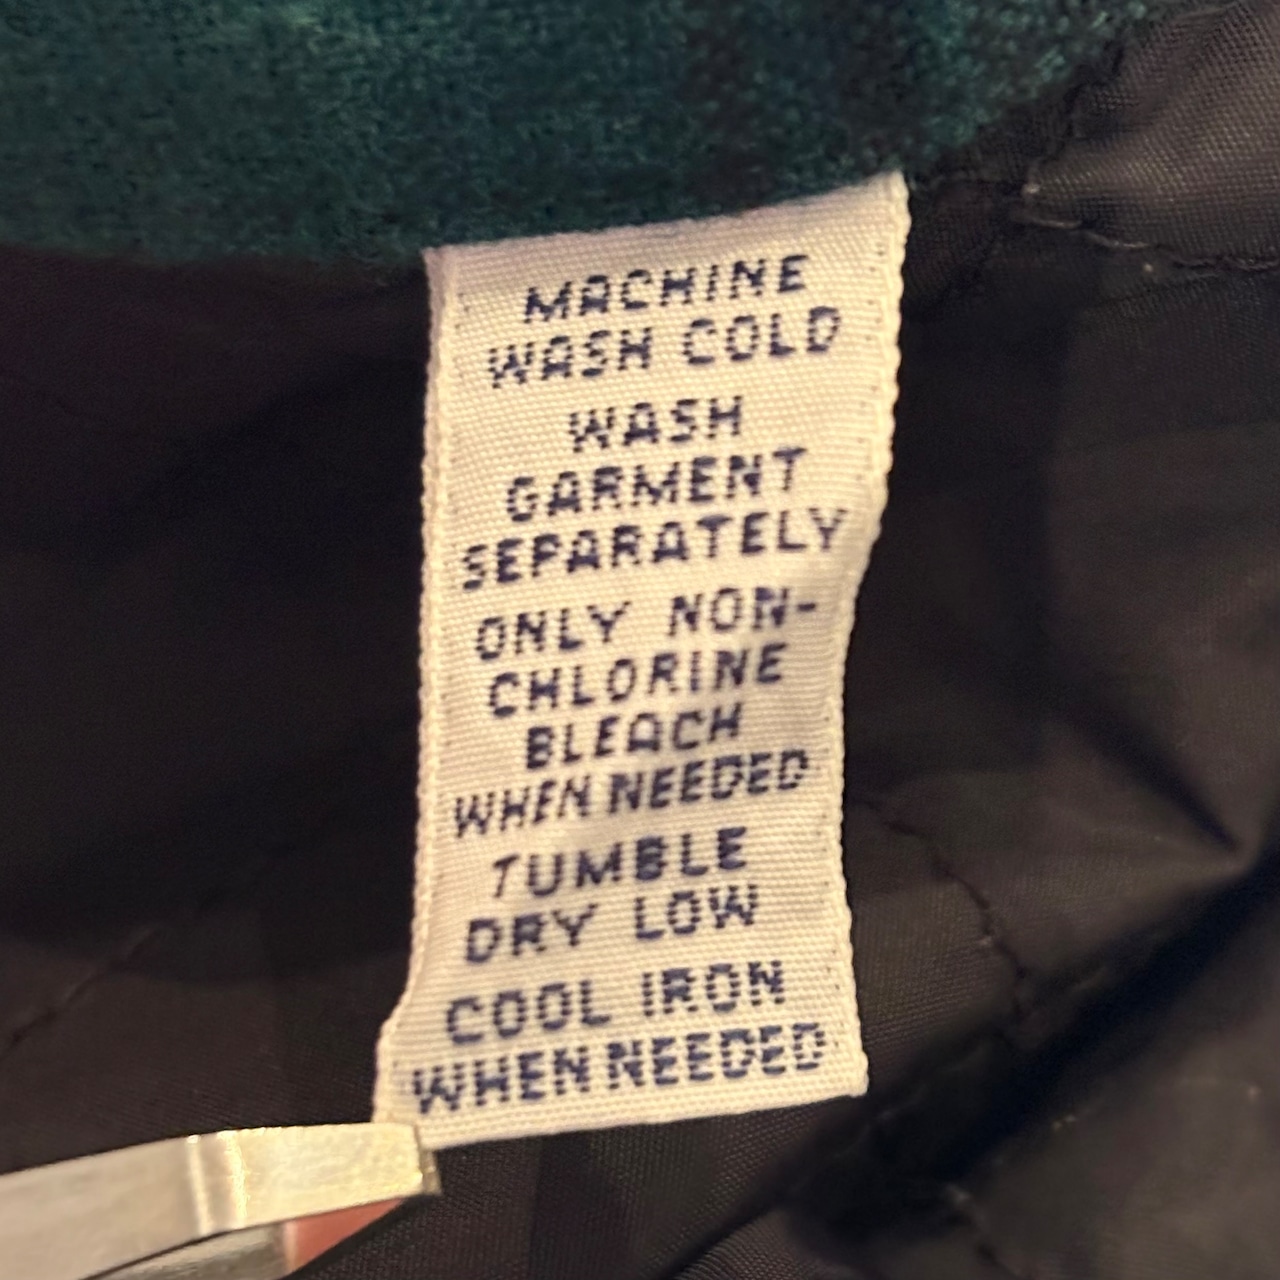 MACHINE
WASH COLD
WASH
GARMENT
SEPARATELY
ONLY NON-
CHLORINE
BLEACH
WHEN NEEDED
TUMBLE
DRY LOW
COOL IRON
WHEN NEEDED